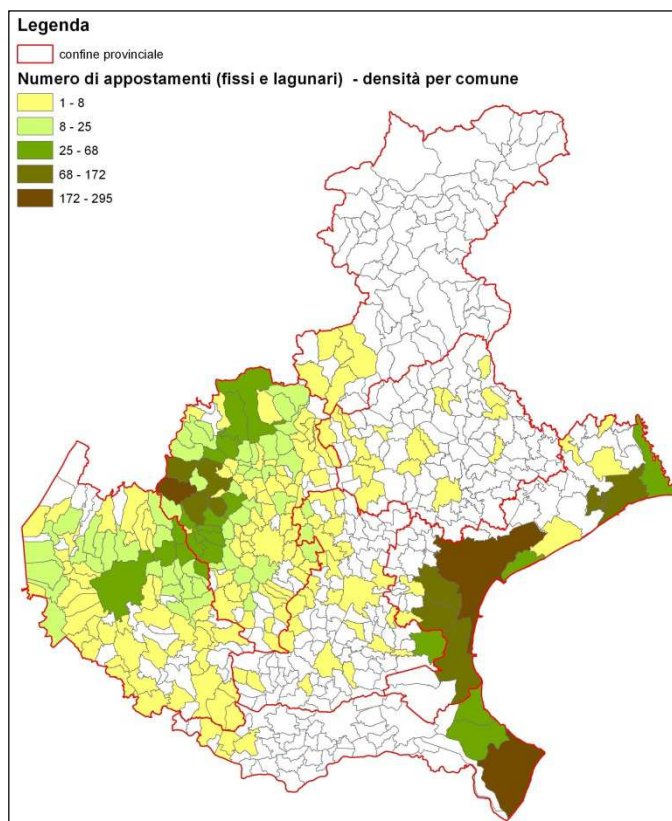 Legenda
confine provinciale
Numero di appostamenti (fissi e lagunari) - densità per comune
1 - 8
8 - 25
25 - 68
68 - 172
172 - 295